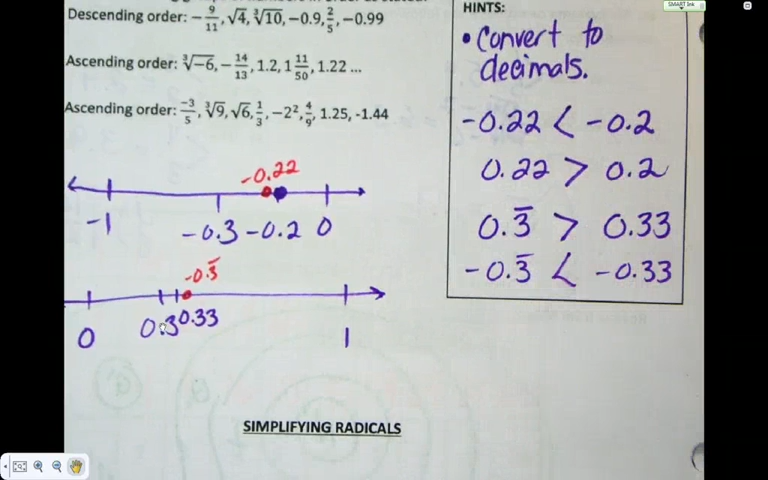 Descending order: −9/11, √4, ∛10, −0.9, 2/5, −0.99
Ascending order: ∛−6, −14/13, 1.2, 1 11/50, 1.22 ...
Ascending order: −3/5, ∛9, √6, 1/3, −2², 4/9, 1.25, -1.44
-0.22
-1 -0.3 -0.2 0
-0.3̅
0.3 0.33
0 1
SIMPLIFYING RADICALS
HINTS:
• Convert to
decimals.
-0.22 < -0.2
0.22 > 0.2
0.3̅ > 0.33
-0.3̅ < -0.33
SMART Ink